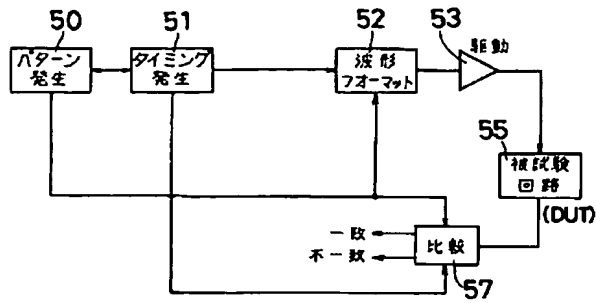 50
51
52
53
パターン
発生
タイミング
発生
波形
フォーマット
駆動
55
被試験
回路
(DUT)
一致
不一致
比較
57